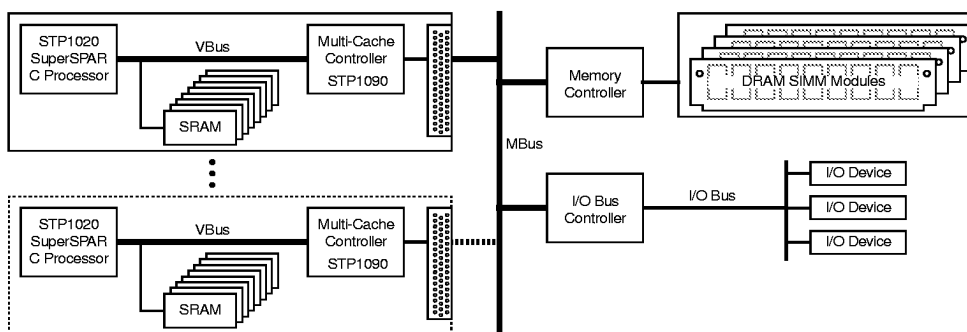 STP1020
SuperSPAR
C Processor
VBus
SRAM
Multi-Cache
Controller
STP1090
Memory
Controller
DRAM SIMM Modules
MBus
I/O Bus
Controller
I/O Bus
I/O Device
I/O Device
I/O Device
STP1020
SuperSPAR
C Processor
VBus
SRAM
Multi-Cache
Controller
STP1090